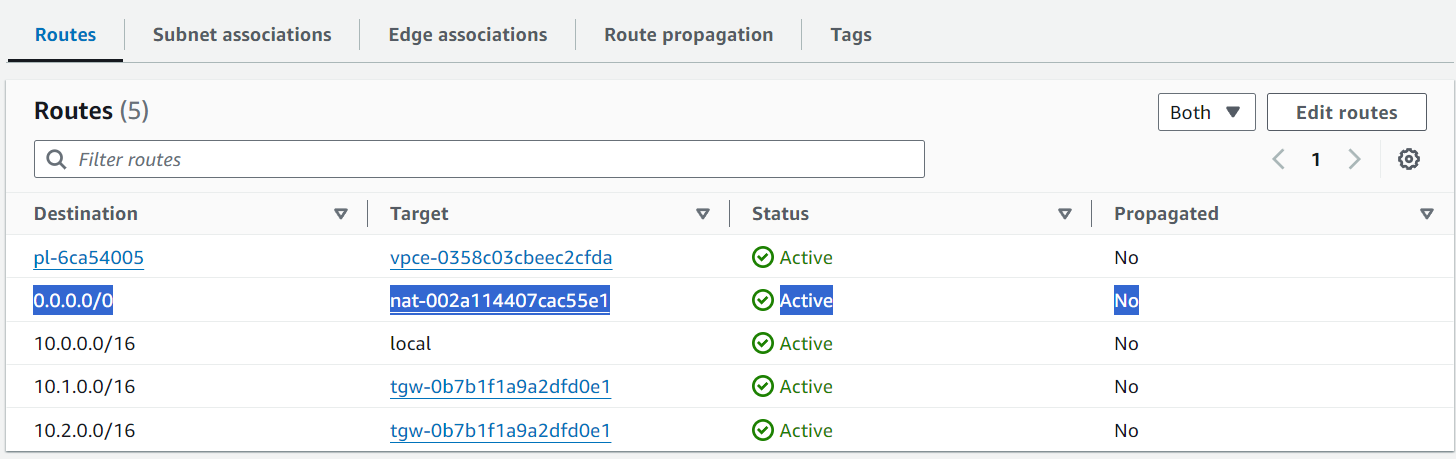 Routes Subnet associations Edge associations Route propagation Tags
Routes (5)
Both Edit routes
Filter routes
1
Destination Target Status Propagated
pl-6ca54005 vpce-0358c03cbeec2cfda Active No
0.0.0.0/0 nat-002a114407cac55e1 Active No
10.0.0.0/16 local Active No
10.1.0.0/16 tgw-0b7b1f1a9a2dfd0e1 Active No
10.2.0.0/16 tgw-0b7b1f1a9a2dfd0e1 Active No